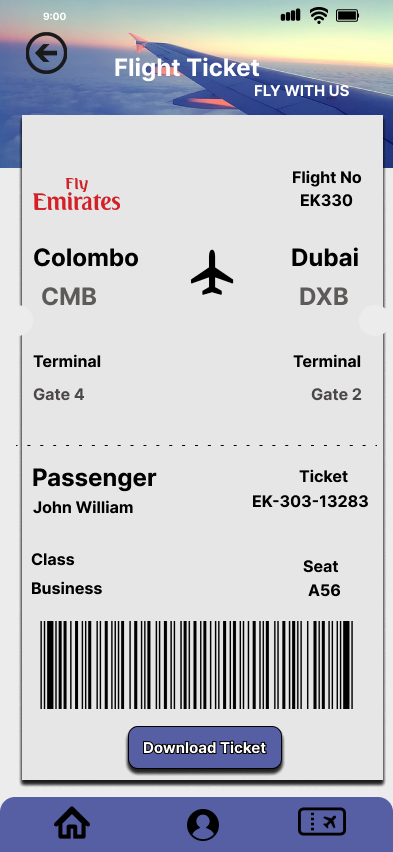 9:00
Flight Ticket
FLY WITH US
Fly
Emirates
Flight No
EK330
Colombo
Dubai
CMB
DXB
Terminal
Terminal
Gate 4
Gate 2
Passenger
Ticket
John William
EK-303-13283
Class
Seat
Business
A56
Download Ticket